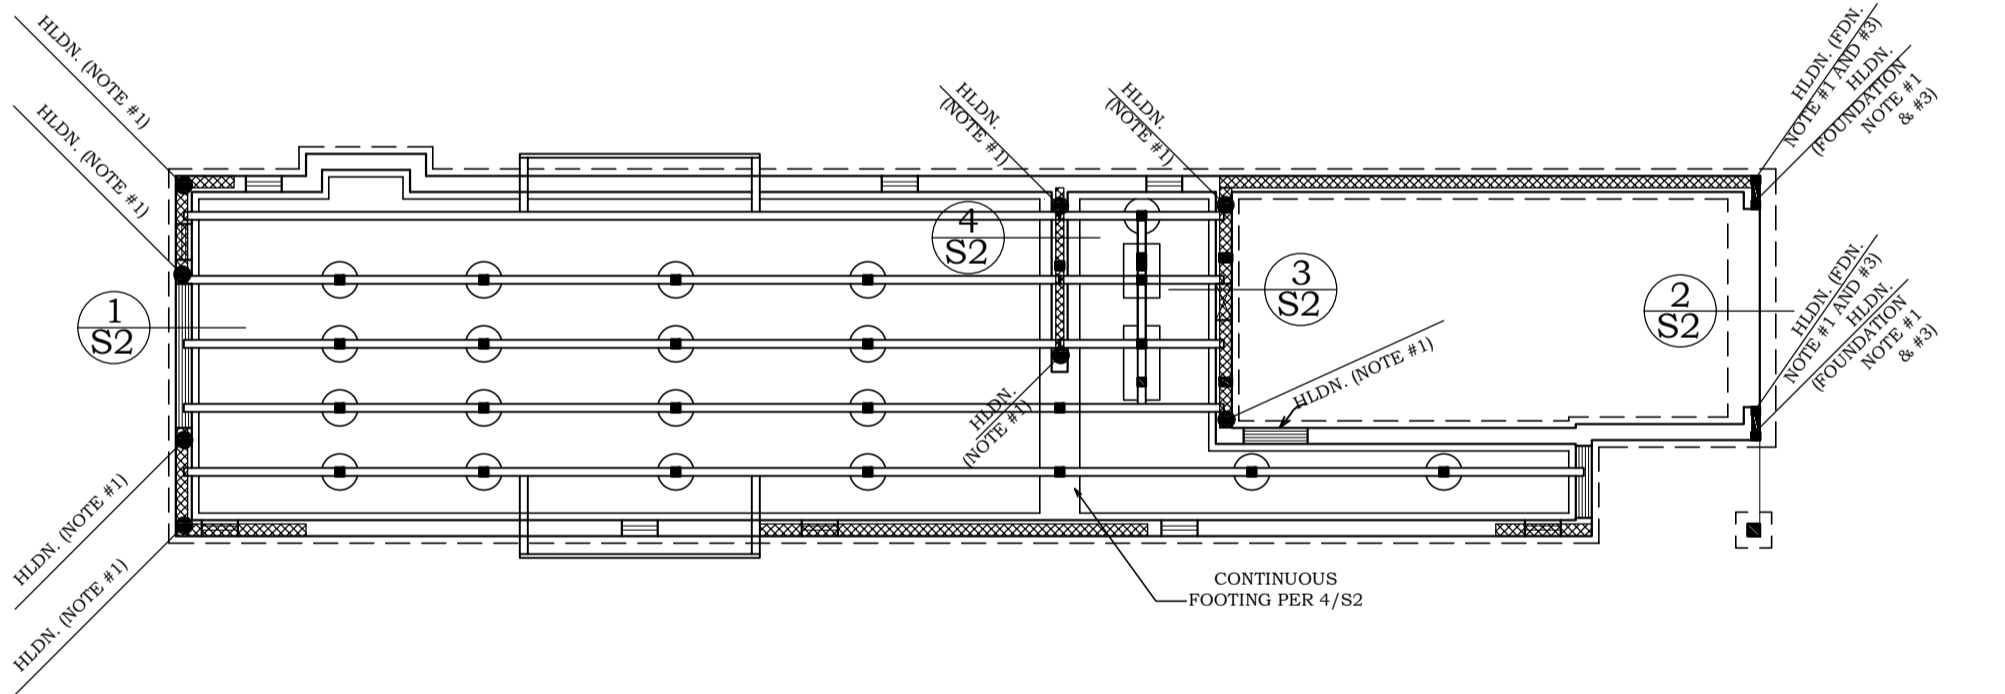 HLDN. (NOTE #1)
HLDN. (NOTE #1)
HLDN.
(NOTE #1)
HLDN.
(NOTE #1)
HLDN. (FDN.
NOTE #1 AND #3)
HLDN.
(FOUNDATION
NOTE #1
& #3)
4
S2
3
S2
1
S2
2
S2
HLDN. (FDN.
NOTE #1 AND #3)
HLDN.
(FOUNDATION
NOTE #1
& #3)
HLDN. (NOTE #1)
HLDN.
(NOTE #1)
HLDN. (NOTE #1)
HLDN. (NOTE #1)
CONTINUOUS
FOOTING PER 4/S2